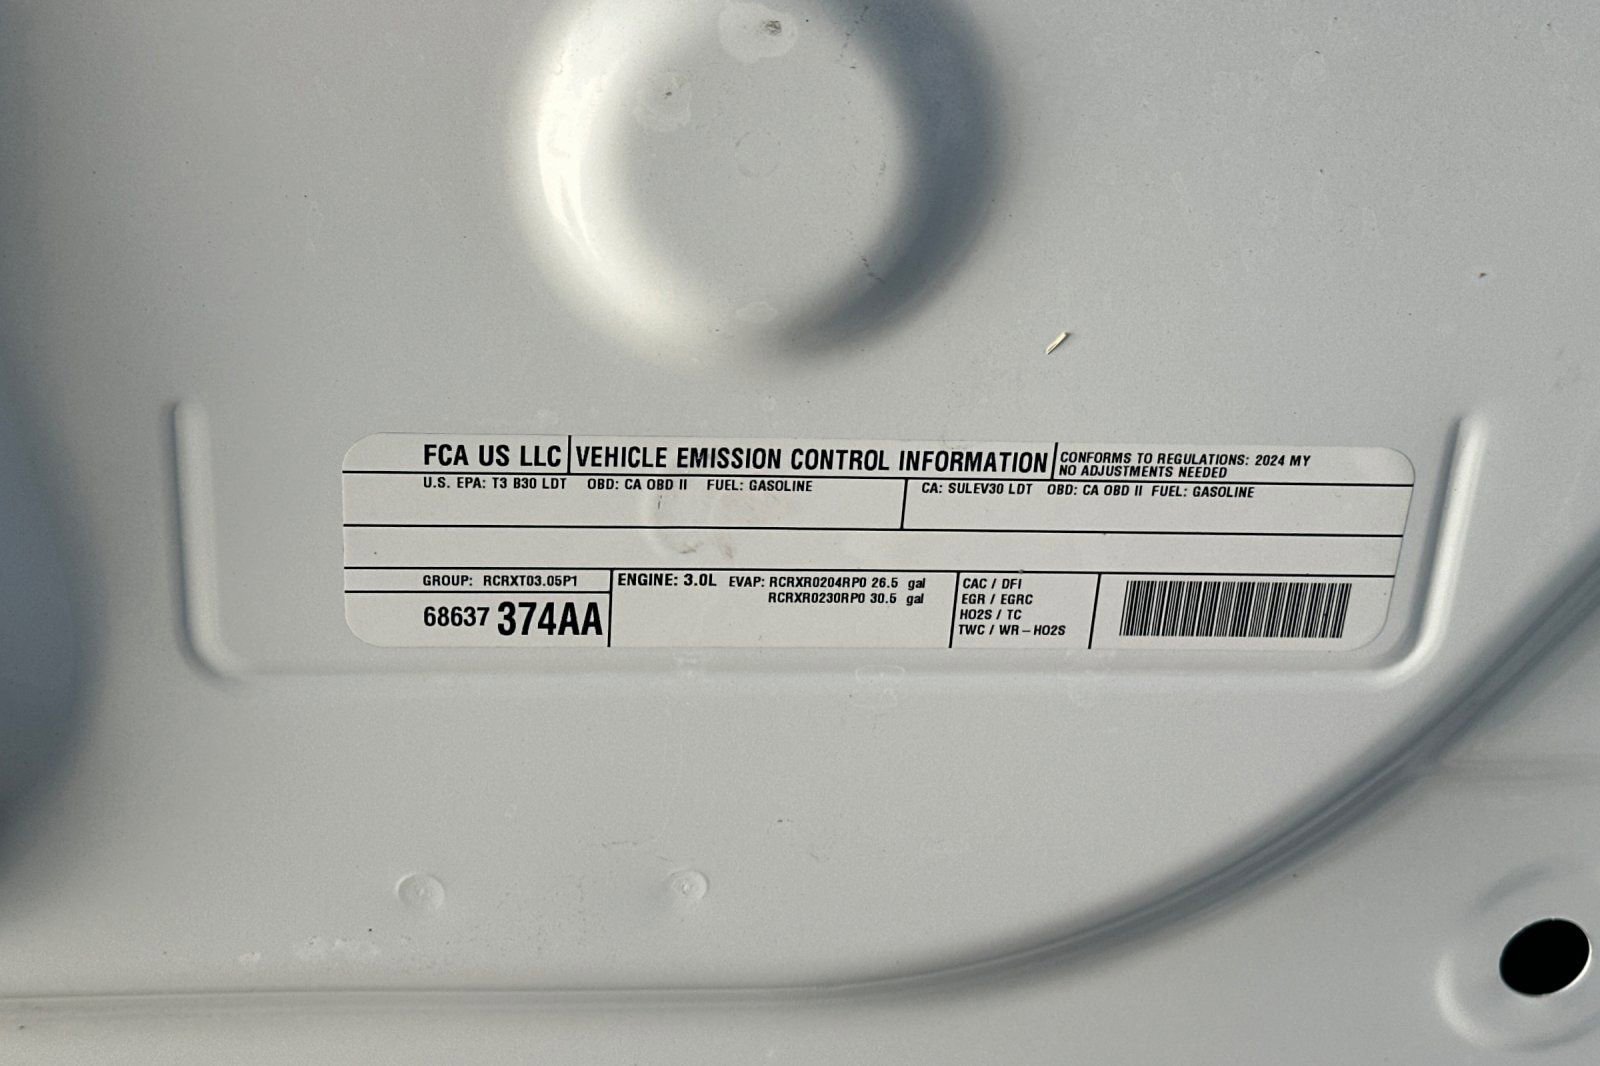 FCA US LLC VEHICLE EMISSION CONTROL INFORMATION
CONFORMS TO REGULATIONS: 2024 MY
NO ADJUSTMENTS NEEDED
U.S. EPA: T3 B30 LDT OBD: CA OBD II FUEL: GASOLINE
CA: SULEV30 LDT OBD: CA OBD II FUEL: GASOLINE
GROUP: RCRXT03.05P1
68637 374AA
ENGINE: 3.0L EVAP: RCRXR0204RP0 26.5 gal
RCRXR0230RP0 30.5 gal
CAC / DFI
EGR / EGRC
HO2S / TC
TWC / WR-HO2S